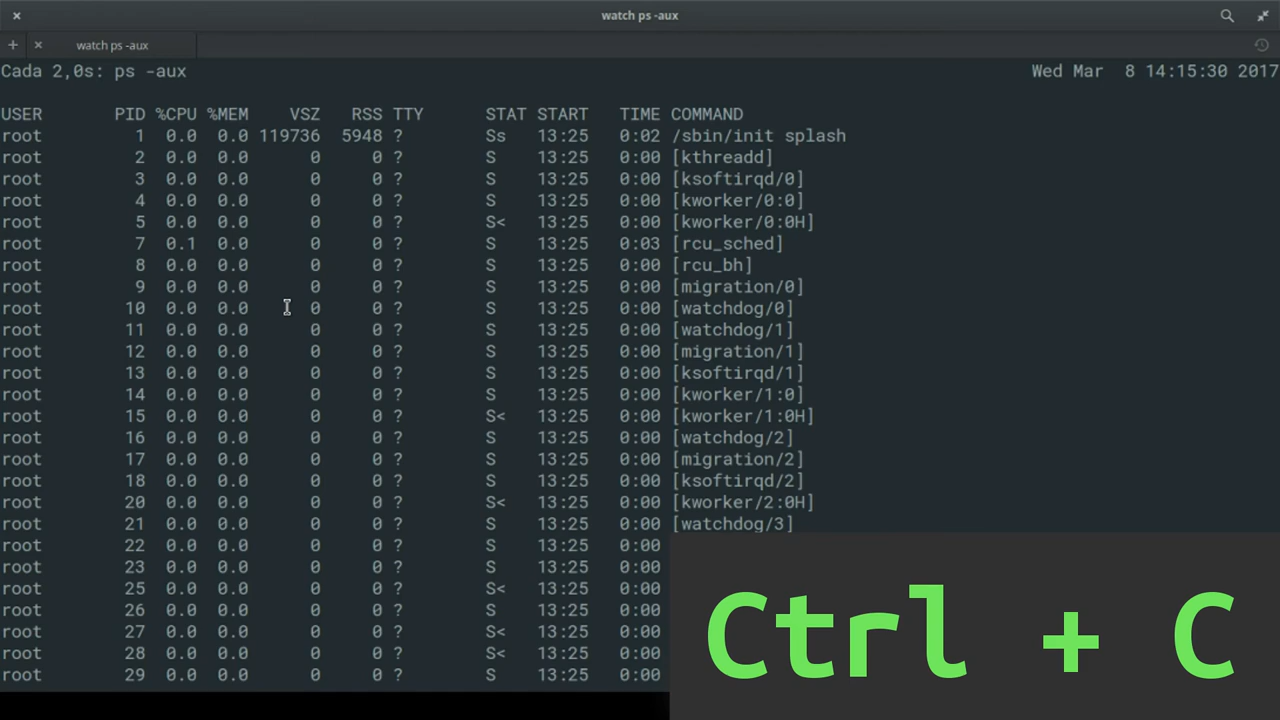 watch ps -aux
watch ps -aux
Cada 2,0s: ps -aux Wed Mar 8 14:15:30 2017
USER PID %CPU %MEM VSZ RSS TTY STAT START TIME COMMAND
root 1 0.0 0.0 119736 5948 ? Ss 13:25 0:02 /sbin/init splash
root 2 0.0 0.0 0 0 ? S 13:25 0:00 [kthreadd]
root 3 0.0 0.0 0 0 ? S 13:25 0:00 [ksoftirqd/0]
root 4 0.0 0.0 0 0 ? S 13:25 0:00 [kworker/0:0]
root 5 0.0 0.0 0 0 ? S< 13:25 0:00 [kworker/0:0H]
root 7 0.1 0.0 0 0 ? S 13:25 0:03 [rcu_sched]
root 8 0.0 0.0 0 0 ? S 13:25 0:00 [rcu_bh]
root 9 0.0 0.0 0 0 ? S 13:25 0:00 [migration/0]
root 10 0.0 0.0 0 0 ? S 13:25 0:00 [watchdog/0]
root 11 0.0 0.0 0 0 ? S 13:25 0:00 [watchdog/1]
root 12 0.0 0.0 0 0 ? S 13:25 0:00 [migration/1]
root 13 0.0 0.0 0 0 ? S 13:25 0:00 [ksoftirqd/1]
root 14 0.0 0.0 0 0 ? S 13:25 0:00 [kworker/1:0]
root 15 0.0 0.0 0 0 ? S< 13:25 0:00 [kworker/1:0H]
root 16 0.0 0.0 0 0 ? S 13:25 0:00 [watchdog/2]
root 17 0.0 0.0 0 0 ? S 13:25 0:00 [migration/2]
root 18 0.0 0.0 0 0 ? S 13:25 0:00 [ksoftirqd/2]
root 20 0.0 0.0 0 0 ? S< 13:25 0:00 [kworker/2:0H]
root 21 0.0 0.0 0 0 ? S 13:25 0:00 [watchdog/3]
root 22 0.0 0.0 0 0 ? S 13:25 0:00
root 23 0.0 0.0 0 0 ? S 13:25 0:00
root 25 0.0 0.0 0 0 ? S< 13:25 0:00
root 26 0.0 0.0 0 0 ? S 13:25 0:00
root 27 0.0 0.0 0 0 ? S< 13:25 0:00
root 28 0.0 0.0 0 0 ? S< 13:25 0:00
root 29 0.0 0.0 0 0 ? S 13:25 0:00
Ctrl + C